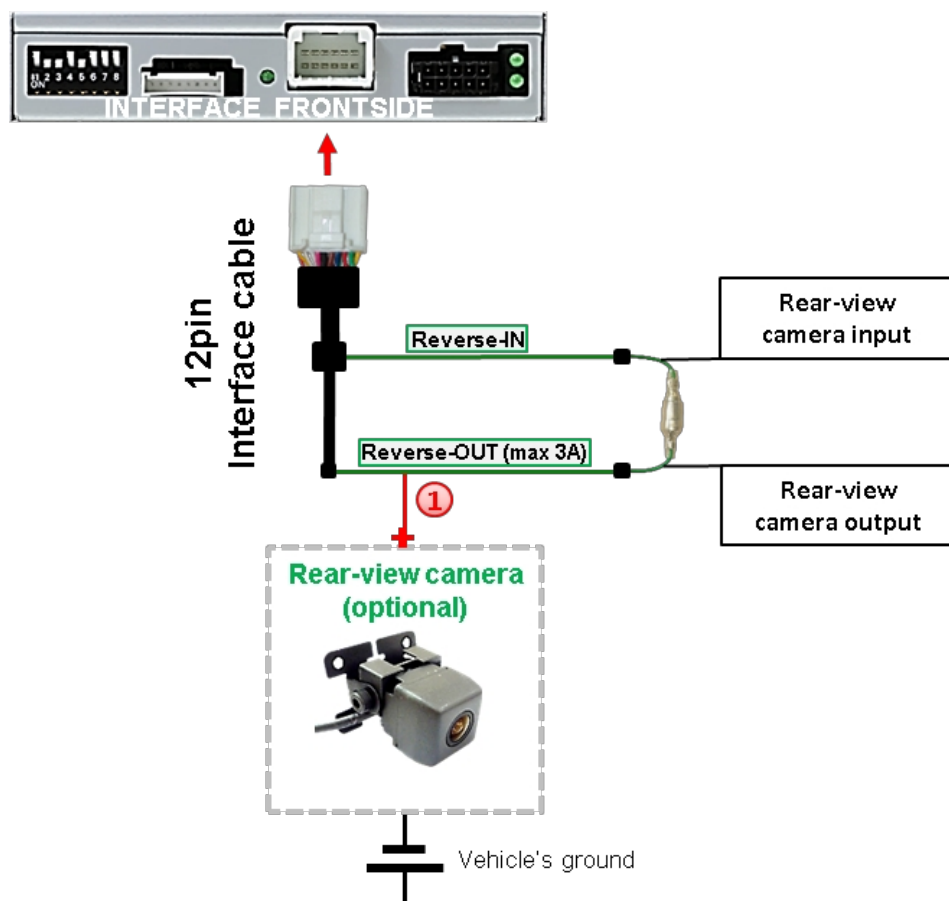 1 2 3 4 5 6 7 8
ON
INTERFACE FRONTSIDE
12pin
Interface cable
Reverse-IN
Rear-view
camera input
Reverse-OUT (max 3A)
1
Rear-view
camera output
Rear-view camera
(optional)
Vehicle's ground